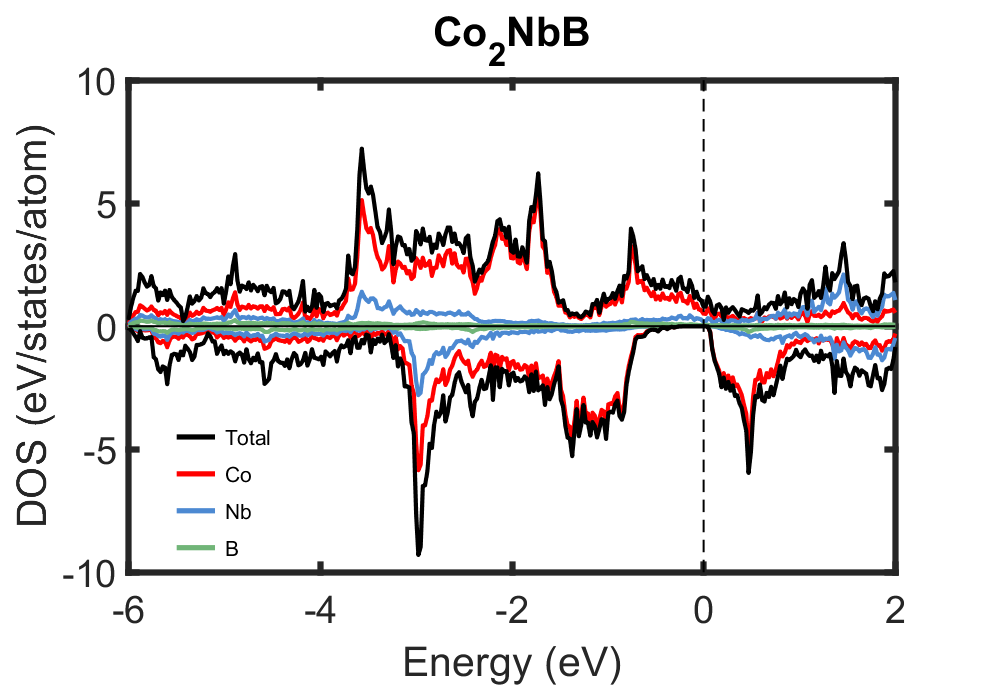 Co₂NbB
DOS (eV/states/atom)
10
5
0
-5
-10
Total
Co
Nb
B
-6 -4 -2 0 2
Energy (eV)